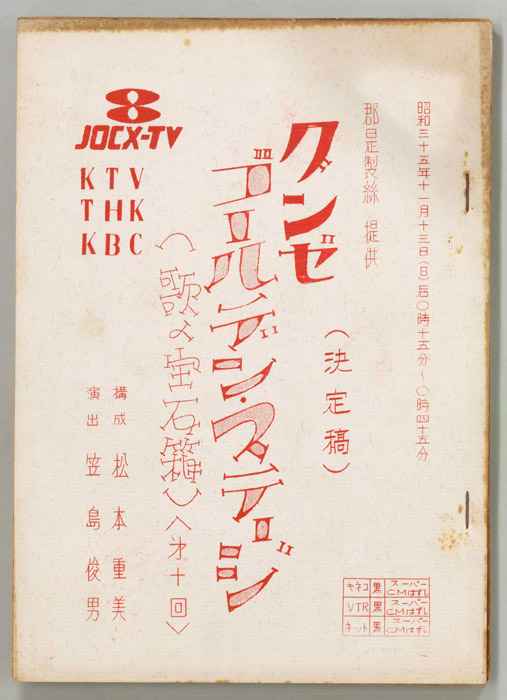 昭和三十五年十一月十三日(日)后〇時十五分~〇時四十五分
郡是製絲 提供
(決定稿)
グンゼ
ゴールデン・ステージ
(歌の宝石箱)<第十回>
8
JOCX-TV
KTV
THK
KBC
構成 松本重美
演出 笠島俊男
キネコ 黒 スーパーCMはずし
VTR 黒 スーパーCMはずし
ネット 黒 スーパーCMはずし